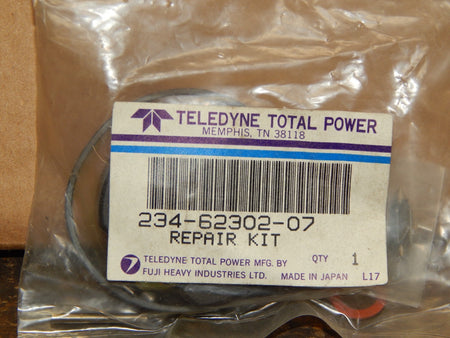 TELEDYNE TOTAL POWER
MEMPHIS, TN 38118
234-62302-07
REPAIR KIT
TELEDYNE TOTAL POWER MFG. BY QTY 1
FUJI HEAVY INDUSTRIES LTD. MADE IN JAPAN L17